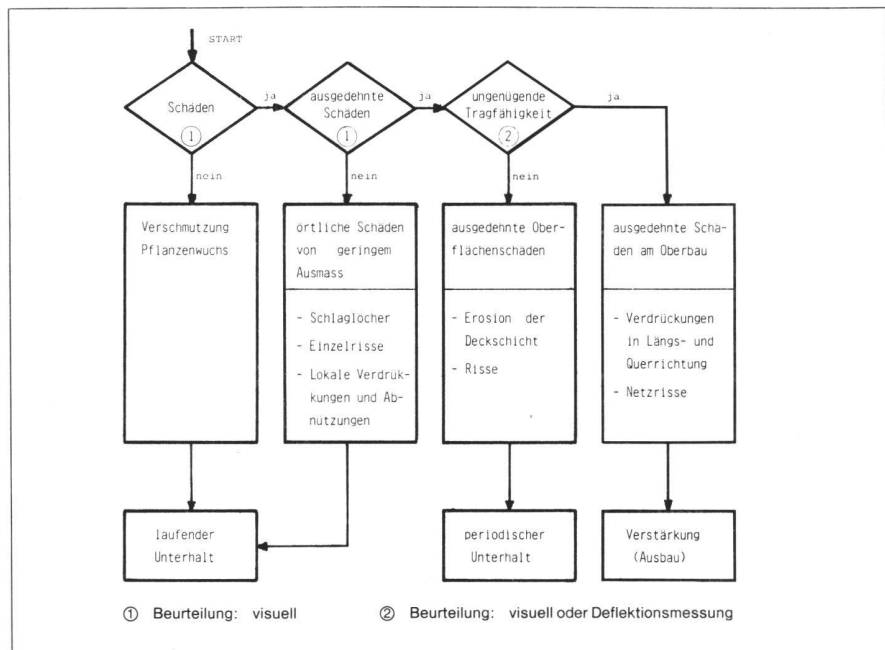 START
Schäden
①
ja
ausgedehnte
Schäden
①
ja
ungenügende
Tragfähigkeit
②
ja
nein
nein
nein
Verschmutzung
Pflanzenwuchs
örtliche Schäden
von geringem
Ausmass
- Schlaglöcher
- Einzelrisse
- Lokale Verdrük-
kungen und Ab-
nützungen
ausgedehnte Ober-
flächenschäden
- Erosion der
Deckschicht
- Risse
ausgedehnte Schä-
den am Oberbau
- Verdrückungen
in Längs- und
Querrichtung
- Netzrisse
laufender
Unterhalt
periodischer
Unterhalt
Verstärkung
(Ausbau)
① Beurteilung: visuell
② Beurteilung: visuell oder Deflektionsmessung